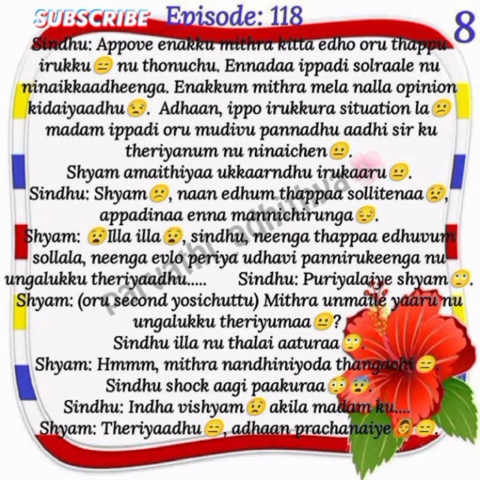 SUBSCRIBE Episode: 118
8
Sindhu: Appove enakku mithra kitta edho oru thappu
irukku😑 nu thonuchu. Ennadaa ippadi solraale nu
ninaikkaadheenga. Enakkum mithra mela nalla opinion
kidaiyaadhu😒. Adhaan, ippo irukkura situation la😕
madam ippadi oru mudivu pannadhu aadhi sir ku
theriyanum nu ninaichen😐.
Shyam amaithiyaa ukkaarndhu irukaaru😐.
Sindhu: Shyam😕, naan edhum thappaa sollitenaa😔,
appadinaa enna mannichirunga😔.
Shyam: 😧Illa illa😧, sindhu, neenga thappaa edhuvum
sollala, neenga evlo periya udhavi pannirukeenga nu
ungalukku theriyaadhu..... Sindhu: Puriyalaiye shyam🙄.
Shyam: (oru second yosichuttu) Mithra unmaile yaaru nu
ungalukku theriyumaa😐?
Sindhu illa nu thalai aaturaa🙄
Shyam: Hmmm, mithra nandhiniyoda thangachi😑
Sindhu shock aagi paakuraa😳😰
Sindhu: Indha vishyam😟 akila madam ku....
Shyam: Theriyaadhu😑, adhaan prachanaiye🤦😑.
parvathi adhithya🌸